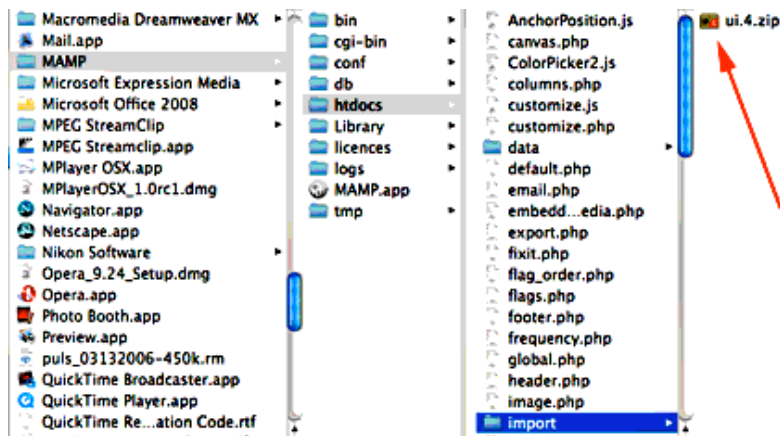 Macromedia Dreamweaver MX
Mail.app
MAMP
Microsoft Expression Media
Microsoft Office 2008
MPEG StreamClip
MPEG Streamclip.app
MPlayer OSX.app
MPlayerOSX_1.0rc1.dmg
Navigator.app
Netscape.app
Nikon Software
Opera_9.24_Setup.dmg
Opera.app
Photo Booth.app
Preview.app
puls_03132006-450k.rm
QuickTime Broadcaster.app
QuickTime Player.app
QuickTime Re...ation Code.rtf
bin
cgi-bin
conf
db
htdocs
Library
licences
logs
MAMP.app
tmp
AnchorPosition.js
canvas.php
ColorPicker2.js
columns.php
customize.js
customize.php
data
default.php
email.php
embedd...edia.php
export.php
fixit.php
flag_order.php
flags.php
footer.php
frequency.php
global.php
header.php
image.php
import
ui.4.zip